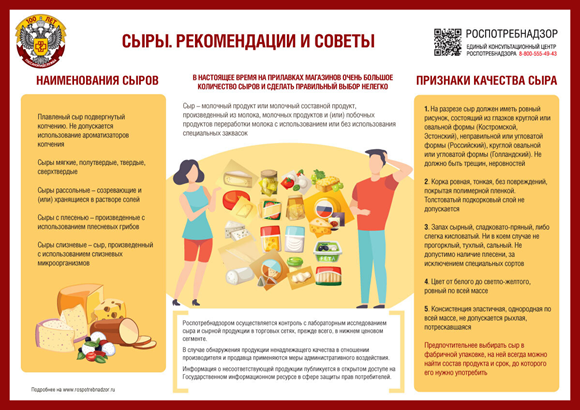 100 ЛЕТ
СЫРЫ. РЕКОМЕНДАЦИИ И СОВЕТЫ
РОСПОТРЕБНАДЗОР
ЕДИНЫЙ КОНСУЛЬТАЦИОННЫЙ ЦЕНТР
РОСПОТРЕБНАДЗОРА 8-800-555-49-43
НАИМЕНОВАНИЯ СЫРОВ
Плавленый сыр подвергнутый
копчению. Не допускается
использование ароматизаторов
копчения
Сыры мягкие, полутвердые, твердые,
сверхтвердые
Сыры рассольные – созревающие и
(или) хранящиеся в растворе солей
Сыры с плесенью – произведенные с
использованием плесневых грибов
Сыры слизневые – сыр, произведенный
с использованием слизневых
микроорганизмов
Подробнее на www.rospotrebnadzor.ru
В НАСТОЯЩЕЕ ВРЕМЯ НА ПРИЛАВКАХ МАГАЗИНОВ ОЧЕНЬ БОЛЬШОЕ
КОЛИЧЕСТВО СЫРОВ И СДЕЛАТЬ ПРАВИЛЬНЫЙ ВЫБОР НЕЛЕГКО
Сыр – молочный продукт или молочный составной продукт,
произведенный из молока, молочных продуктов и (или) побочных
продуктов переработки молока с использованием или без использования
специальных заквасок
Роспотребнадзором осуществляется контроль с лабораторным исследованием
сыра и сырной продукции в торговых сетях, прежде всего, в нижнем ценовом
сегменте.
В случае обнаружения продукции ненадлежащего качества в отношении
производителя и продавца применяются меры административного воздействия.
Информация о несоответствующей продукции публикуется в открытом доступе на
Государственном информационном ресурсе в сфере защиты прав потребителей.
ПРИЗНАКИ КАЧЕСТВА СЫРА
1. На разрезе сыр должен иметь ровный
рисунок, состоящий из глазков круглой или
овальной формы (Костромской,
Эстонский), неправильной или угловатой
формы (Российский), круглой овальной
или угловатой формы (Голландский). Не
должно быть трещин, неровностей
2. Корка ровная, тонкая, без повреждений,
покрытая полимерной пленкой.
Толстоватый подкорковый слой не
допускается
3. Запах сырный, сладковато-пряный, либо
слегка кисловатый. Ни в коем случае не
прогорклый, тухлый, сальный. Не
допустимо наличие плесени, за
исключением специальных сортов
4. Цвет от белого до светло-желтого,
ровный по всей массе
5. Консистенция эластичная, однородная по
всей массе, не допускается рыхлая,
потрескавшаяся
Предпочтительнее выбирать сыр в
фабричной упаковке, на ней всегда можно
найти состав продукта и срок, до которого
его нужно употребить